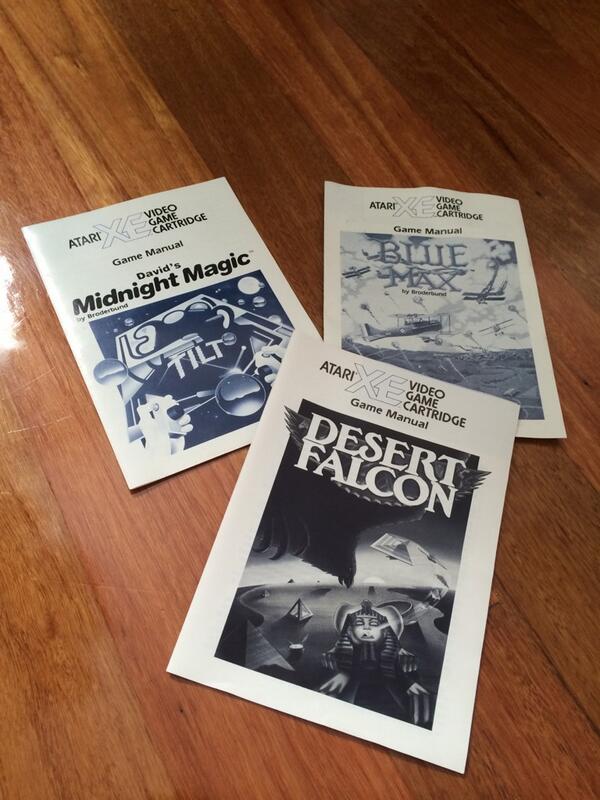 ATARI XE VIDEO
GAME
CARTRIDGE
Game Manual
David's
Midnight Magic™
by Broderbund
TILT
ATARI XE VIDEO
GAME
CARTRIDGE
Game Manual
BLUE
MAX
by Broderbund
ATARI® XE VIDEO
GAME
CARTRIDGE
Game Manual
DESERT
FALCON